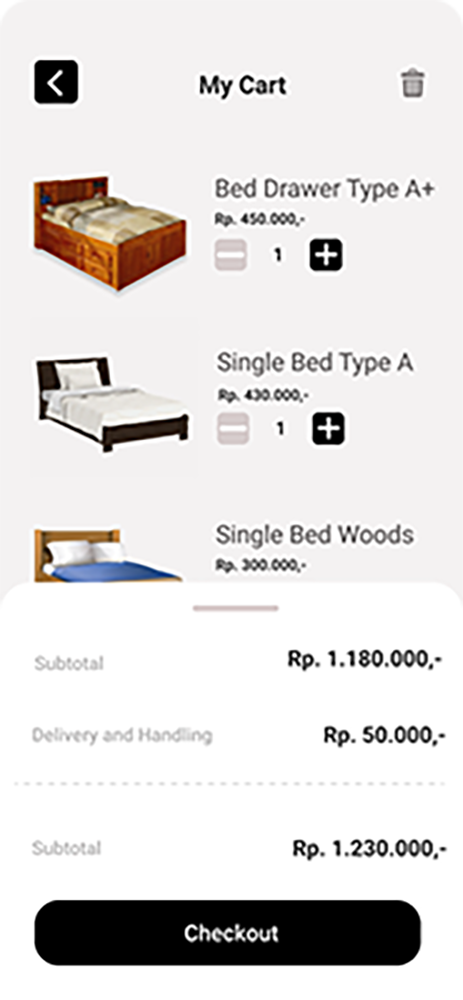 My Cart
Bed Drawer Type A+
Rp. 450.000,-
1
Single Bed Type A
Rp. 430.000,-
1
Single Bed Woods
Rp. 300.000,-
Subtotal Rp. 1.180.000,-
Delivery and Handling Rp. 50.000,-
Subtotal Rp. 1.230.000,-
Checkout